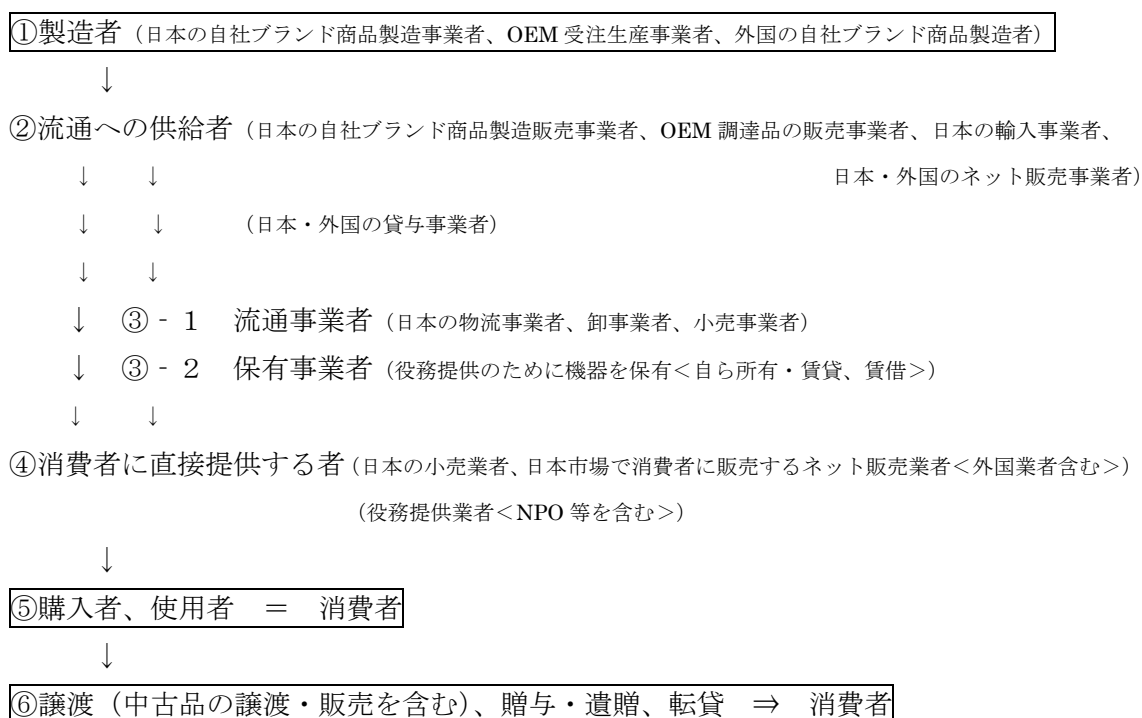 ①製造者（日本の自社ブランド商品製造事業者、OEM 受注生産事業者、外国の自社ブランド商品製造者）
↓
②流通への供給者（日本の自社ブランド商品製造販売事業者、OEM 調達品の販売事業者、日本の輸入事業者、
↓ ↓ 日本・外国のネット販売事業者）
↓ ↓ （日本・外国の貸与事業者）
↓ ↓
↓ ③‐１ 流通事業者（日本の物流事業者、卸事業者、小売事業者）
↓ ③‐２ 保有事業者（役務提供のために機器を保有＜自ら所有・賃貸、賃借＞）
↓ ↓
④消費者に直接提供する者（日本の小売業者、日本市場で消費者に販売するネット販売業者＜外国業者含む＞）
（役務提供業者＜NPO 等を含む＞）
↓
⑤購入者、使用者 ＝ 消費者
↓
⑥譲渡（中古品の譲渡・販売を含む）、贈与・遺贈、転貸 ⇒ 消費者